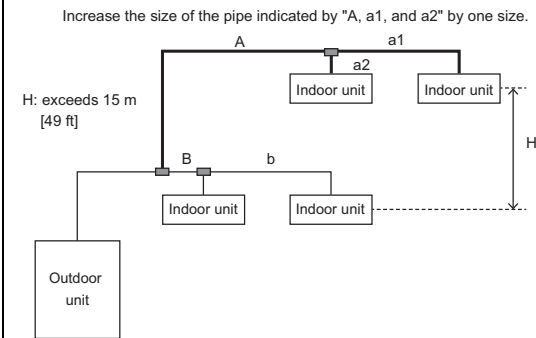 Increase the size of the pipe indicated by "A, a1, and a2" by one size.
A
a1
a2
Indoor unit
Indoor unit
H: exceeds 15 m
[49 ft]
H
B
b
Indoor unit
Indoor unit
Outdoor
unit